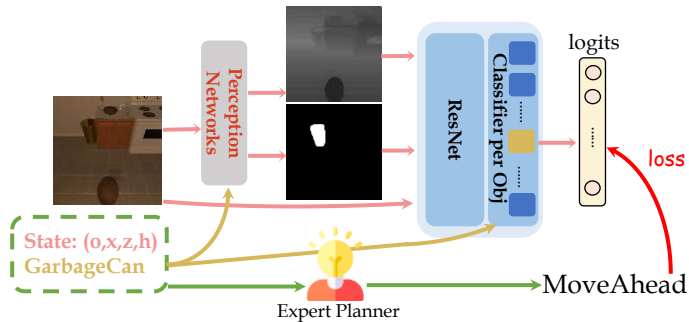 logits
Perception
Networks
ResNet
Classifier per Obj
......
......
......
loss
State: (o,x,z,h)
GarbageCan
Expert Planner
MoveAhead